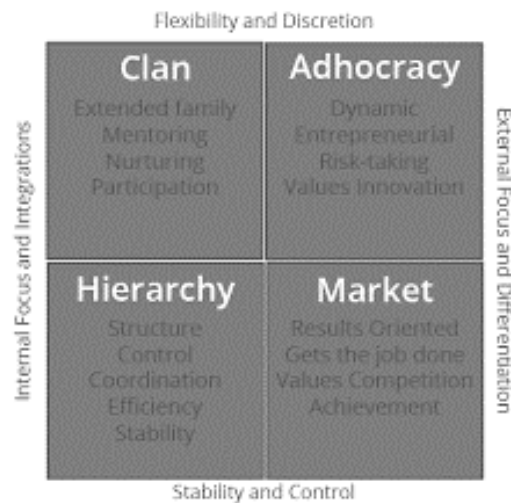 Flexibility and Discretion
Clan
Extended family
Mentoring
Nurturing
Participation
Adhocracy
Dynamic
Entrepreneurial
Risk-taking
Values Innovation
Internal Focus and Integrations
External Focus and Differentiation
Hierarchy
Structure
Control
Coordination
Efficiency
Stability
Market
Results Oriented
Gets the job done
Values Competition
Achievement
Stability and Control